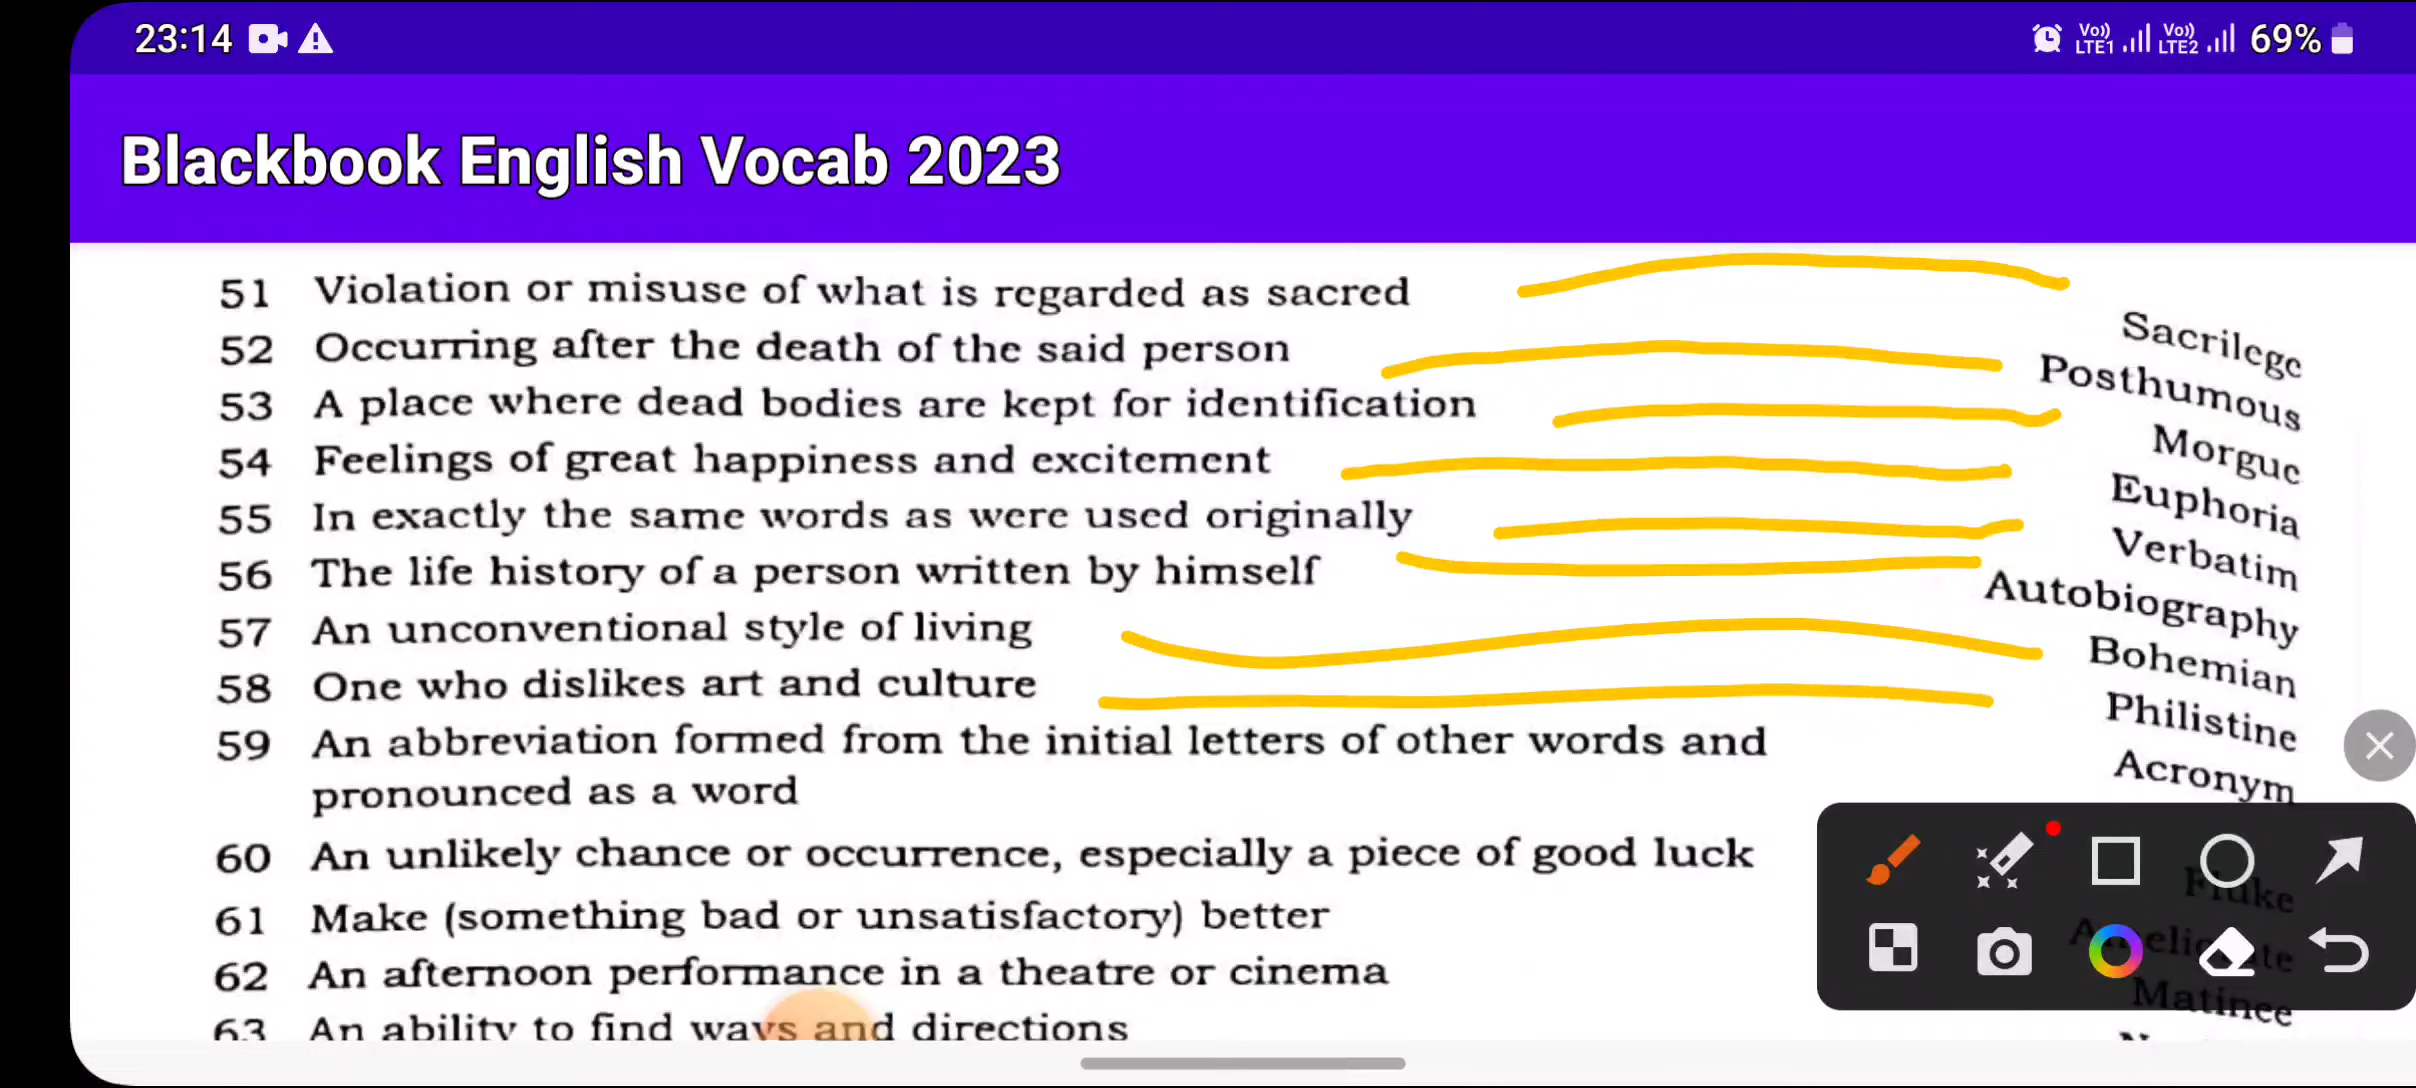 23:14 Vo)) LTE1 Vo)) LTE2 69%
Blackbook English Vocab 2023
51 Violation or misuse of what is regarded as sacred Sacrilege
52 Occurring after the death of the said person Posthumous
53 A place where dead bodies are kept for identification Morgue
54 Feelings of great happiness and excitement Euphoria
55 In exactly the same words as were used originally Verbatim
56 The life history of a person written by himself Autobiography
57 An unconventional style of living Bohemian
58 One who dislikes art and culture Philistine
59 An abbreviation formed from the initial letters of other words and Acronym
pronounced as a word
60 An unlikely chance or occurrence, especially a piece of good luck Fluke
61 Make (something bad or unsatisfactory) better
62 An afternoon performance in a theatre or cinema Matinee
63 An ability to find ways and directions